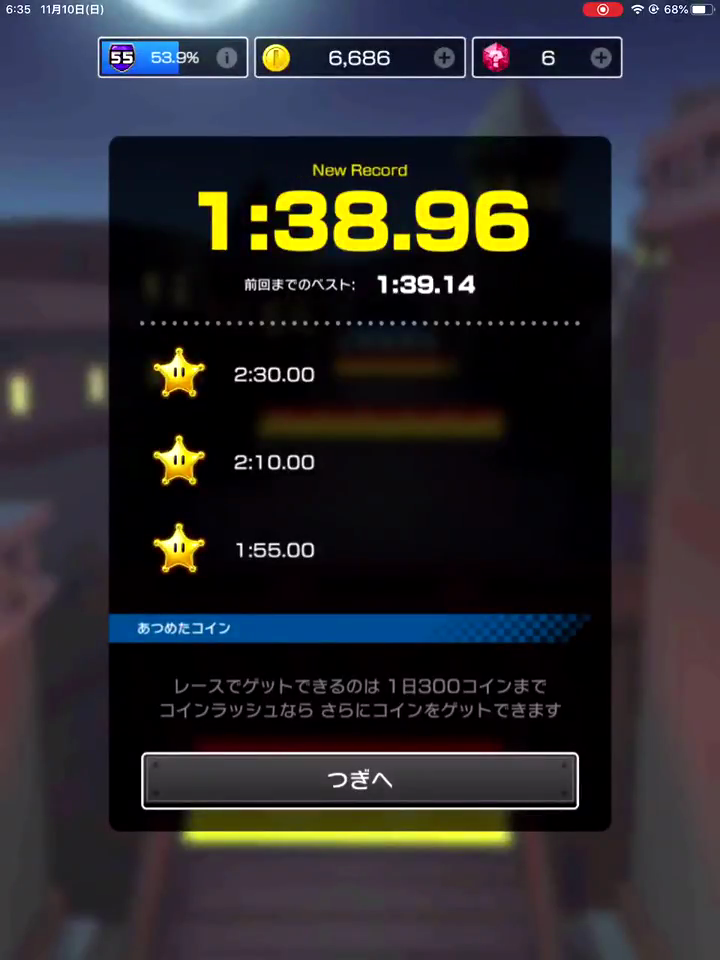 6:35 11月10日(日) 68%
55 53.9% 6,686 6
New Record
1:38.96
前回までのベスト: 1:39.14
2:30.00
2:10.00
1:55.00
あつめたコイン
レースでゲットできるのは 1日300コインまで
コインラッシュなら さらにコインをゲットできます
つぎへ